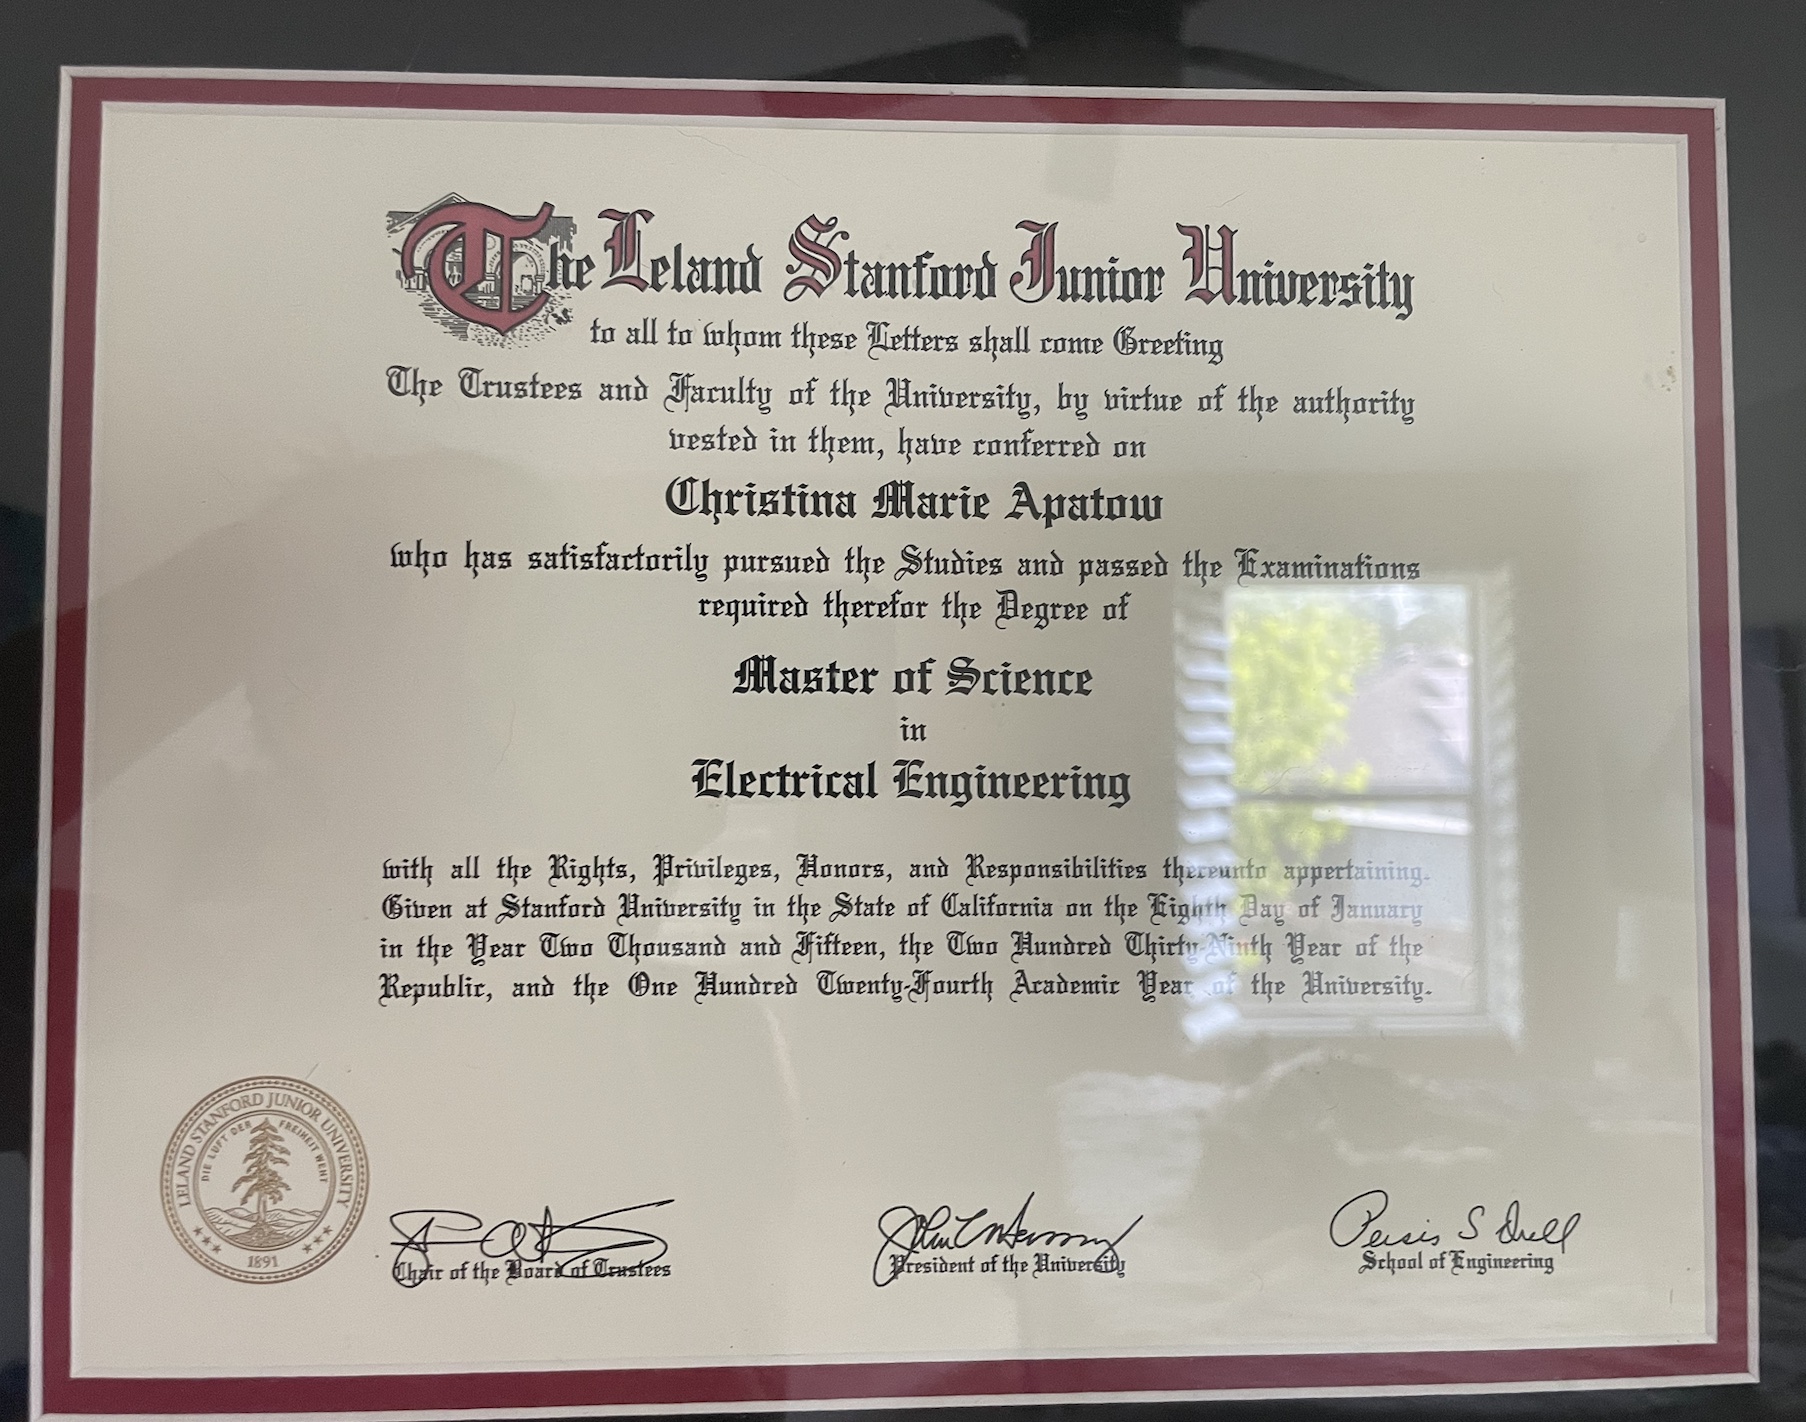 The Leland Stanford Junior University
to all to whom these Letters shall come Greeting
The Trustees and Faculty of the University, by virtue of the authority
vested in them, have conferred on
Christina Marie Apatow
who has satisfactorily pursued the Studies and passed the Examinations
required therefor the Degree of
Master of Science
in
Electrical Engineering
with all the Rights, Privileges, Honors, and Responsibilities thereunto appertaining.
Given at Stanford University in the State of California on the Eighth Day of January
in the Year Two Thousand and Fifteen, the Two Hundred Thirty-Ninth Year of the
Republic, and the One Hundred Twenty-Fourth Academic Year of the University.
LELAND STANFORD JUNIOR UNIVERSITY
DIE LUFT DER FREIHEIT WEHT
1891
Chair of the Board of Trustees
President of the University
Persis S Drell
School of Engineering